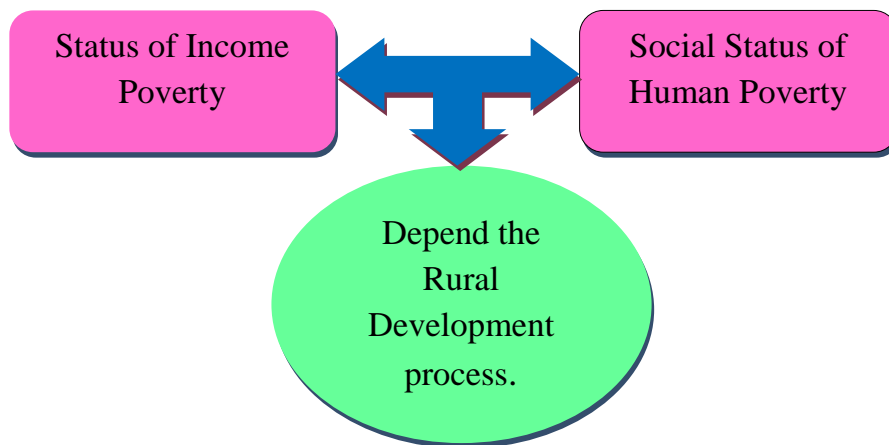 Status of Income
Poverty
Social Status of
Human Poverty
Depend the
Rural
Development
process.